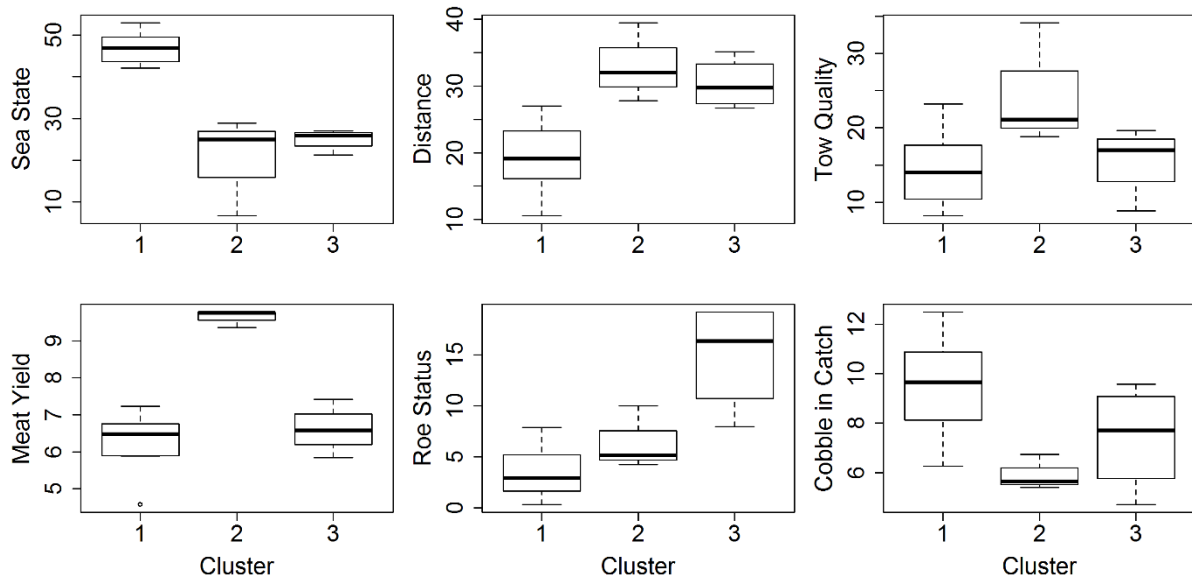 Sea State
50
30
10
1 2 3
Distance
40
30
20
10
1 2 3
Tow Quality
30
20
10
1 2 3
Meat Yield
9
8
7
6
5
1 2 3
Cluster
Roe Status
15
10
5
0
1 2 3
Cluster
Cobble in Catch
12
10
8
6
1 2 3
Cluster